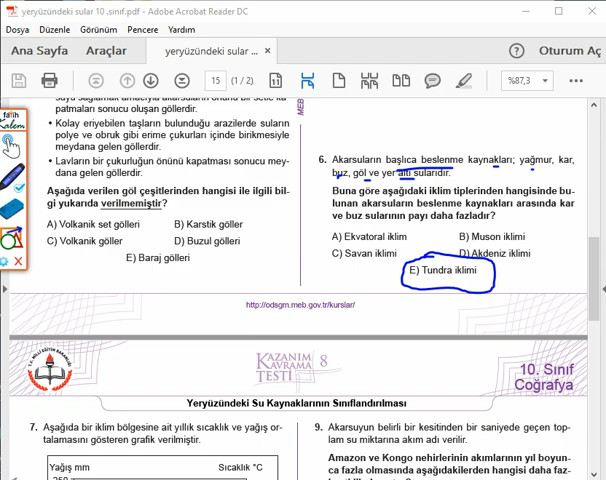 yeryüzündeki sular 10 .sınıf.pdf - Adobe Acrobat Reader DC
Dosya Düzenle Görünüm Pencere Yardım
Ana Sayfa Araçlar yeryüzündeki sular ... × ? Oturum Aç
15 (1 / 2) %87,3
fatih
Kalem
patmaları sonucu oluşan göllerdir.
• Kolay eriyebilen taşların bulunduğu arazilerde suların
polye ve obruk gibi erime çukurları içinde birikmesiyle
meydana gelen göllerdir.
• Lavların bir çukurluğun önünü kapatması sonucu mey-
dana gelen göllerdir.
Aşağıda verilen göl çeşitlerinden hangisi ile ilgili bil-
gi yukarıda verilmemiştir?
A) Volkanik set gölleri B) Karstik göller
C) Volkanik göller D) Buzul gölleri
E) Baraj gölleri
MEB
6. Akarsuların başlıca beslenme kaynakları; yağmur, kar,
buz, göl ve yer altı sularıdır.
Buna göre aşağıdaki iklim tiplerinden hangisinde bu-
lunan akarsuların beslenme kaynakları arasında kar
ve buz sularının payı daha fazladır?
A) Ekvatoral iklimi B) Muson iklimi
C) Savan iklimi D) Akdeniz iklimi
E) Tundra iklimi
http://odsgm.meb.gov.tr/kurslar/
KAZANIM
KAVRAMA
TESTİ 8
10. Sınıf
Coğrafya
Yeryüzündeki Su Kaynaklarının Sınıflandırılması
7. Aşağıda bir iklim bölgesine ait yıllık sıcaklık ve yağış or-
talamasını gösteren grafik verilmiştir.
Yağış mm Sıcaklık °C
9. Akarsuyun belirli bir kesitinden bir saniyede geçen top-
lam su miktarına akım adı verilir.
Amazon ve Kongo nehirlerinin akımlarının yıl boyun-
ca fazla olmasında aşağıdakilerden hangisi daha faz-